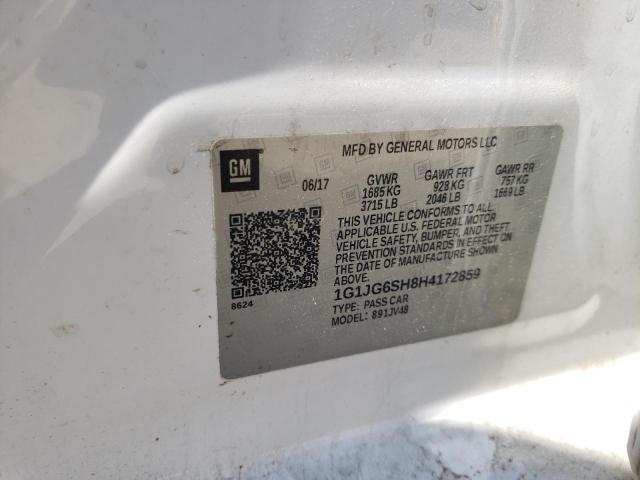 MFD BY GENERAL MOTORS LLC
GM
06/17 GVWR GAWR FRT GAWR RR
1685 KG 928 KG 757 KG
3715 LB 2046 LB 1669 LB
THIS VEHICLE CONFORMS TO ALL
APPLICABLE U.S. FEDERAL MOTOR
VEHICLE SAFETY, BUMPER, AND THEFT
PREVENTION STANDARDS IN EFFECT ON
THE DATE OF MANUFACTURE SHOWN
ABOVE.
1G1JG6SH8H4172859
TYPE: PASS CAR
MODEL: 891JV48
8624